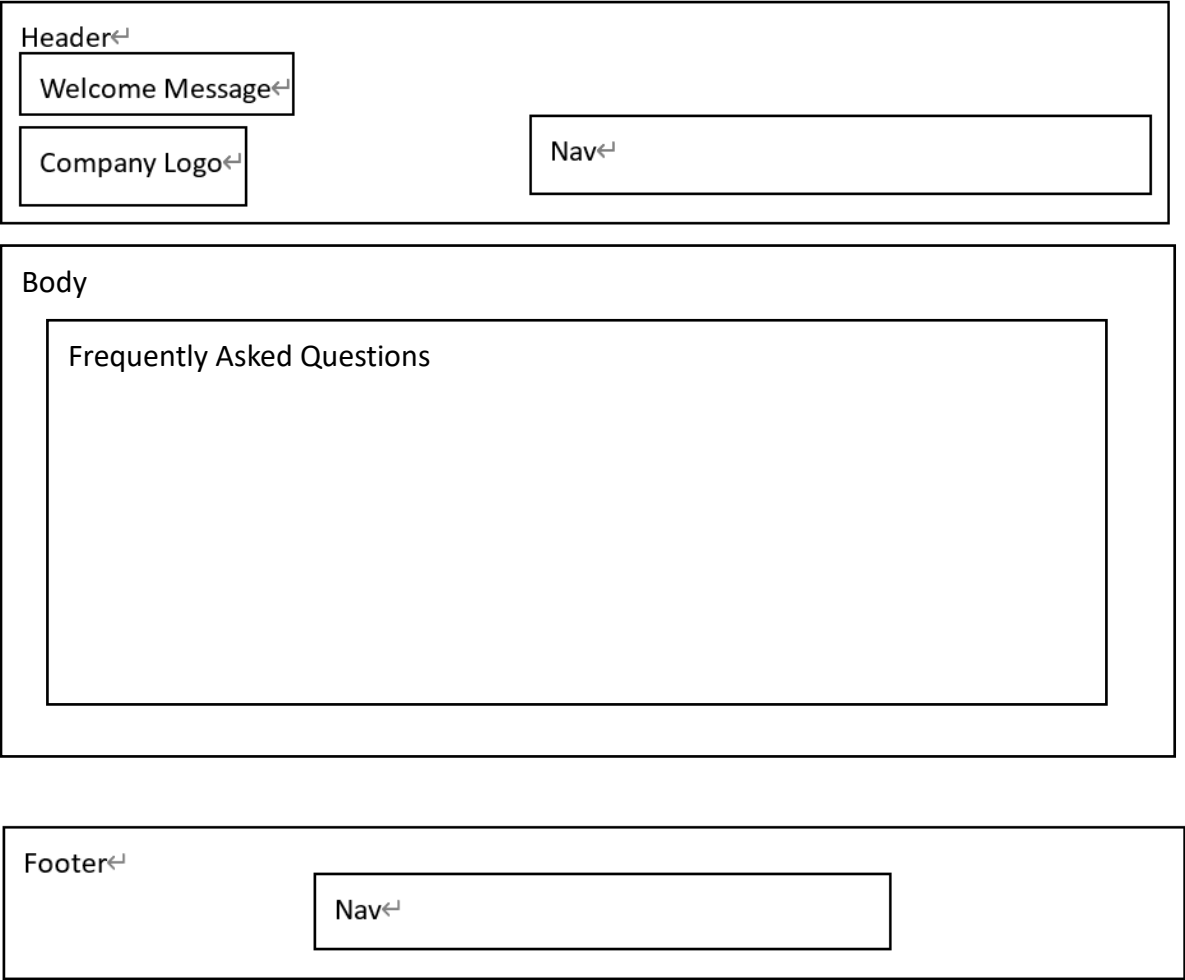 Header↵
Welcome Message↵
Company Logo↵
Nav↵
Body
Frequently Asked Questions
Footer↵
Nav↵